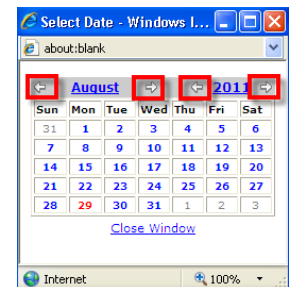 Select Date - Windows I...
about:blank
August 2011
Sun Mon Tue Wed Thu Fri Sat
31 1 2 3 4 5 6
7 8 9 10 11 12 13
14 15 16 17 18 19 20
21 22 23 24 25 26 27
28 29 30 31 1 2 3
Close Window
Internet 100%